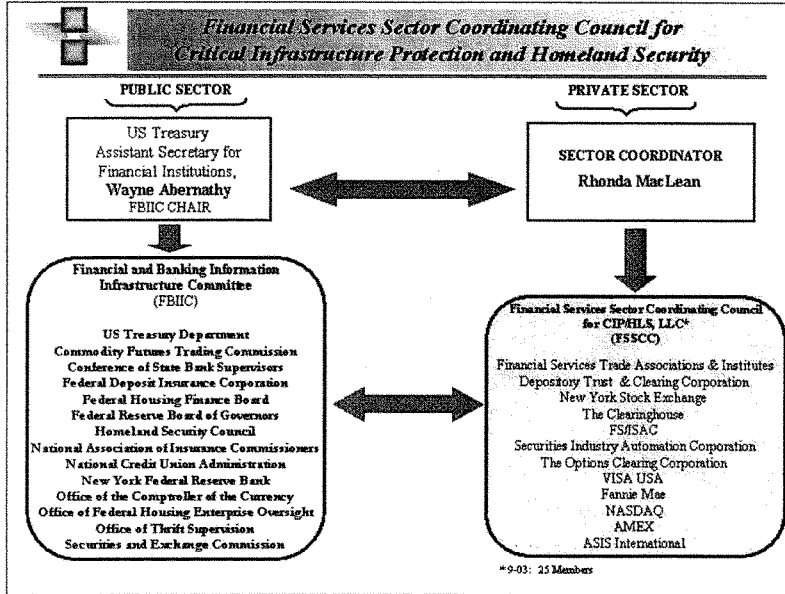 Financial Services Sector Coordinating Council for
Critical Infrastructure Protection and Homeland Security
PUBLIC SECTOR
US Treasury
Assistant Secretary for
Financial Institutions,
Wayne Abernathy
FBIIC CHAIR
Financial and Banking Information
Infrastructure Committee
(FBIIC)
US Treasury Department
Commodity Futures Trading Commission
Conference of State Bank Supervisors
Federal Deposit Insurance Corporation
Federal Housing Finance Board
Federal Reserve Board of Governors
Homeland Security Council
National Association of Insurance Commissioners
National Credit Union Administration
New York Federal Reserve Bank
Office of the Comptroller of the Currency
Office of Federal Housing Enterprise Oversight
Office of Thrift Supervision
Securities and Exchange Commission
PRIVATE SECTOR
SECTOR COORDINATOR
Rhonda MacLean
Financial Services Sector Coordinating Council
for CIP/HLS, LLC*
(FSSCC)
Financial Services Trade Associations & Institutes
Depository Trust & Clearing Corporation
New York Stock Exchange
The Clearinghouse
FS/ISAC
Securities Industry Automation Corporation
The Options Clearing Corporation
VISA USA
Fannie Mae
NASDAQ
AMEX
ASIS International
*9-03: 25 Members